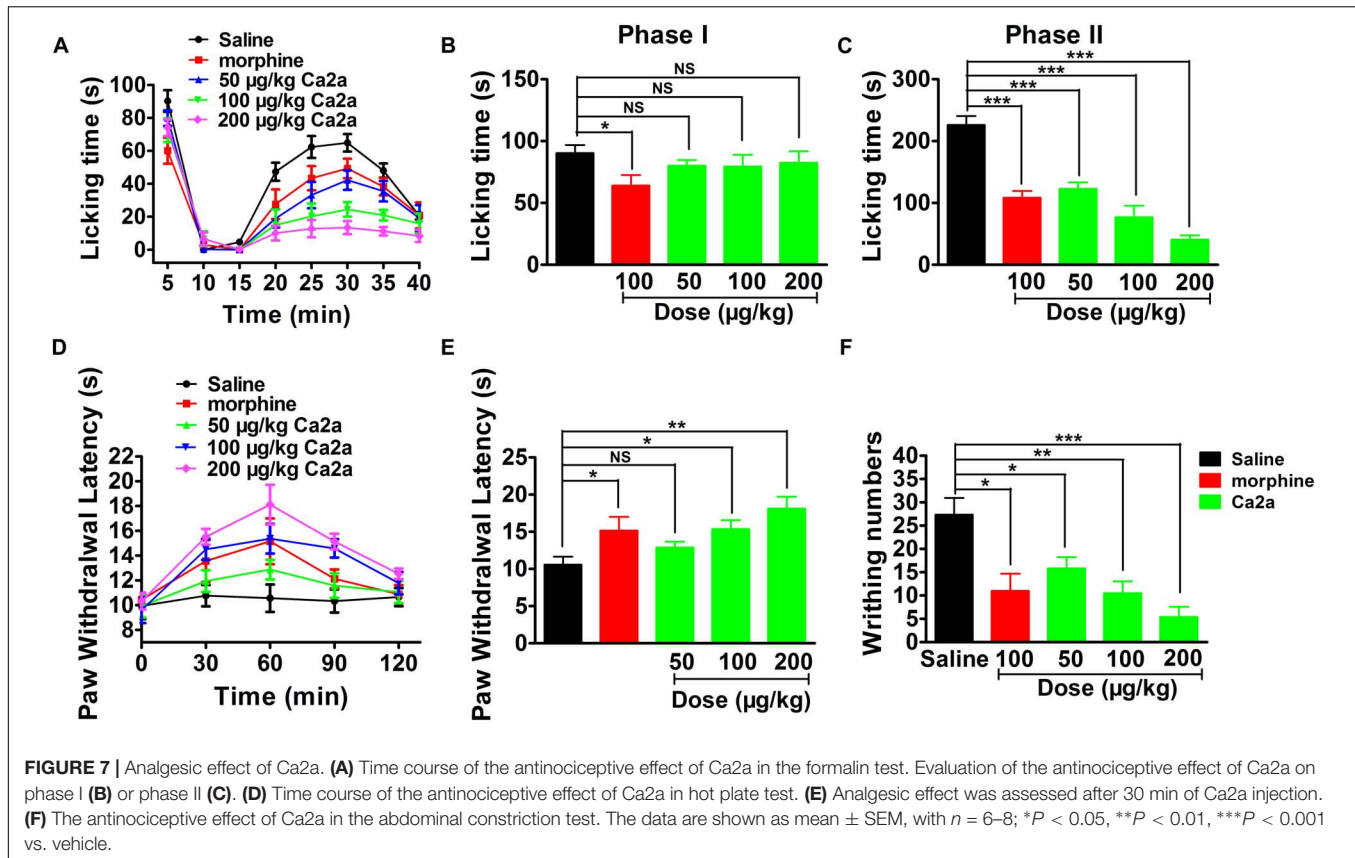 A
Saline
morphine
50 µg/kg Ca2a
100 µg/kg Ca2a
200 µg/kg Ca2a
Licking time (s)
100
80
60
40
20
0
5 10 15 20 25 30 35 40
Time (min)
B
Phase I
Licking time (s)
150
100
50
0
NS
NS
NS
*
100 50 100 200
Dose (µg/kg)
C
Phase II
Licking time (s)
300
200
100
0
***
***
***
***
100 50 100 200
Dose (µg/kg)
D
Saline
morphine
50 µg/kg Ca2a
100 µg/kg Ca2a
200 µg/kg Ca2a
Paw Withdralwal Latency (s)
22
20
18
16
14
12
10
8
0 30 60 90 120
Time (min)
E
Paw Withdralwal Latency (s)
25
20
15
10
5
0
**
*
NS
*
50 100 200
Dose (µg/kg)
F
Writhing numbers
40
35
30
25
20
15
10
5
0
***
**
*
*
Saline 100 50 100 200
Dose (µg/kg)
Saline
morphine
Ca2a
FIGURE 7 | Analgesic effect of Ca2a. (A) Time course of the antinociceptive effect of Ca2a in the formalin test. Evaluation of the antinociceptive effect of Ca2a on
phase I (B) or phase II (C). (D) Time course of the antinociceptive effect of Ca2a in hot plate test. (E) Analgesic effect was assessed after 30 min of Ca2a injection.
(F) The antinociceptive effect of Ca2a in the abdominal constriction test. The data are shown as mean ± SEM, with n = 6–8; *P < 0.05, **P < 0.01, ***P < 0.001
vs. vehicle.